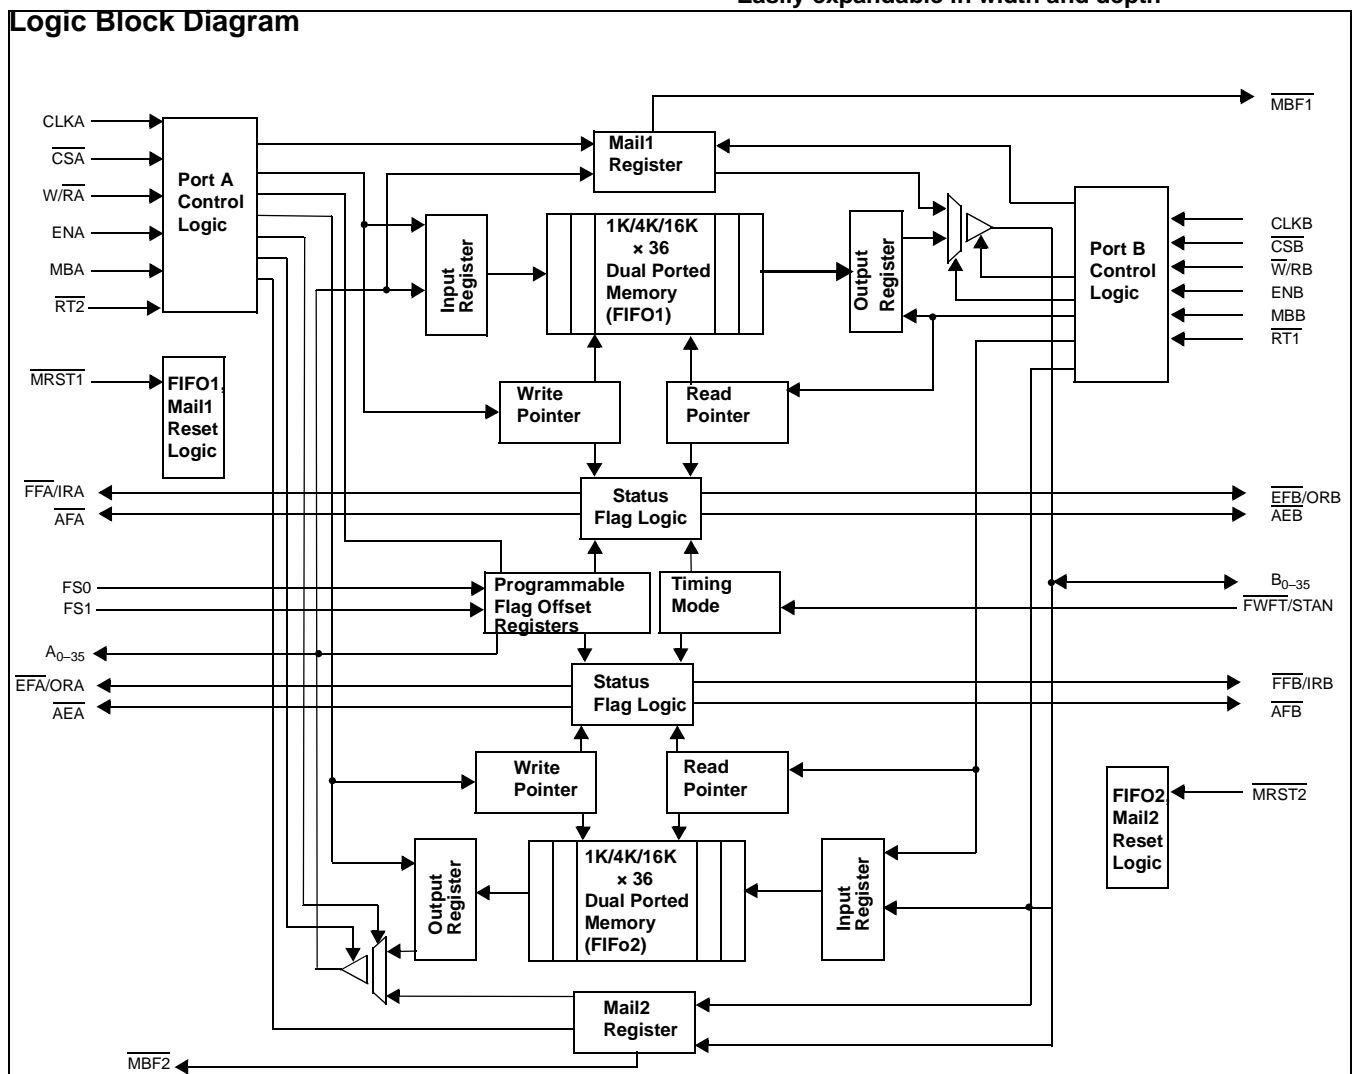 Easily expandable in width and depth
Logic Block Diagram
MBF1
CLKA
CSA
W/RA
ENA
MBA
RT2
Port A
Control
Logic
Mail1
Register
Input
Register
1K/4K/16K
× 36
Dual Ported
Memory
(FIFO1)
Output
Register
Port B
Control
Logic
CLKB
CSB
W/RB
ENB
MBB
RT1
MRST1
FIFO1,
Mail1
Reset
Logic
Write
Pointer
Read
Pointer
FFA/IRA
AFA
Status
Flag Logic
EFB/ORB
AEB
FS0
FS1
Programmable
Flag Offset
Registers
Timing
Mode
B0–35
FWFT/STAN
A0–35
EFA/ORA
AEA
Status
Flag Logic
FFB/IRB
AFB
Write
Pointer
Read
Pointer
FIFO2,
Mail2
Reset
Logic
MRST2
Output
Register
1K/4K/16K
× 36
Dual Ported
Memory
(FIFo2)
Input
Register
Mail2
Register
MBF2